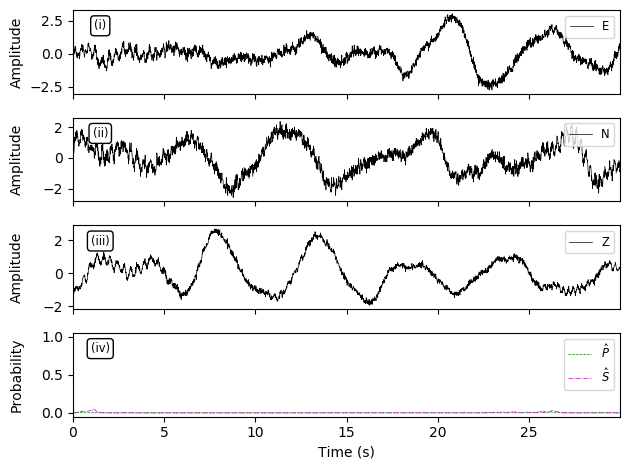 2.5
0.0
−2.5
Amplitude
(i)
E
2
0
−2
Amplitude
(ii)
N
2
0
−2
Amplitude
(iii)
Z
1.0
0.5
0.0
Probability
(iv)
P̂
Ŝ
0 5 10 15 20 25
Time (s)